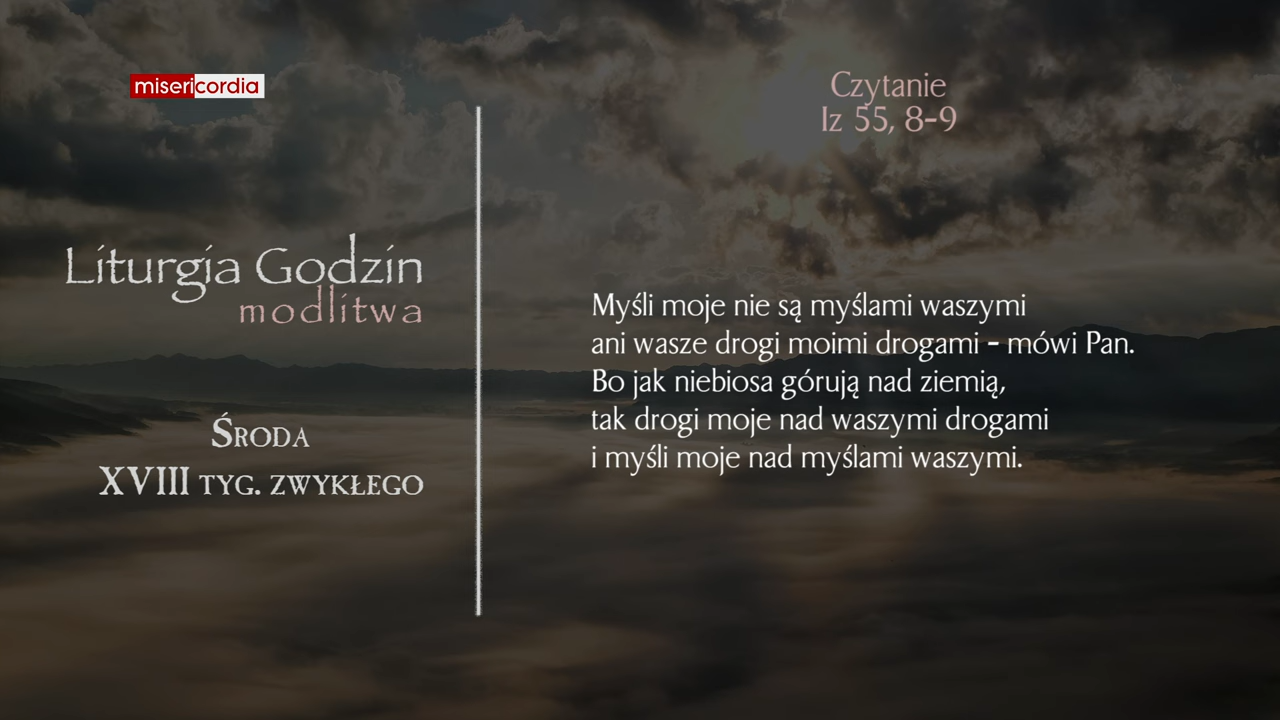 misericordia
Liturgia Godzin
modlitwa
Środa
XVIII tyg. zwykłego
Czytanie
Iz 55, 8-9
Myśli moje nie są myślami waszymi
ani wasze drogi moimi drogami - mówi Pan.
Bo jak niebiosa górują nad ziemią,
tak drogi moje nad waszymi drogami
i myśli moje nad myślami waszymi.